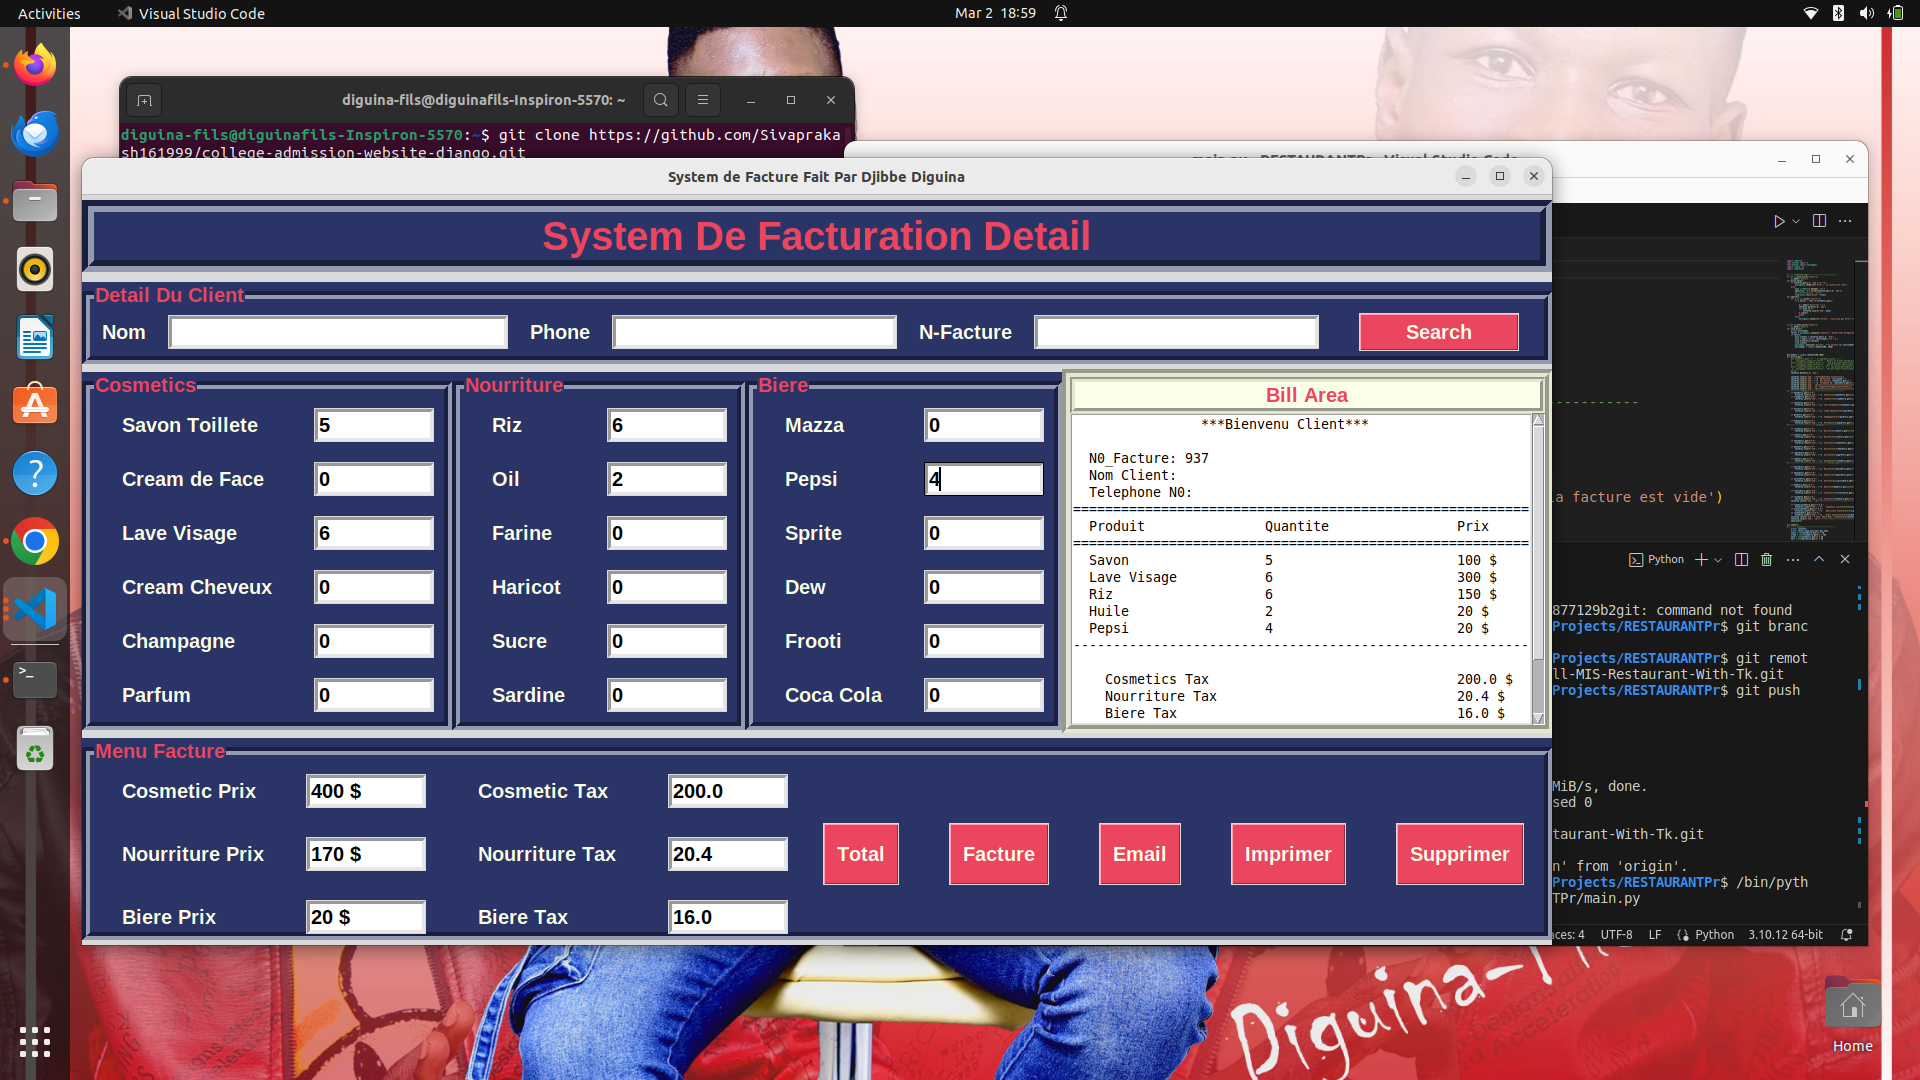 Activities
Visual Studio Code
Mar 2 18:59
diguina-fils@diguinafils-Inspiron-5570: ~
diguina-fils@diguinafils-Inspiron-5570:~$ git clone https://github.com/Sivapraka
sh161999/college-admission-website-django.git
System de Facture Fait Par Djibbe Diguina
System De Facturation Detail
Detail Du Client
Nom
Phone
N-Facture
Search
Cosmetics
Savon Toillete 5
Cream de Face 0
Lave Visage 6
Cream Cheveux 0
Champagne 0
Parfum 0
Nourriture
Riz 6
Oil 2
Farine 0
Haricot 0
Sucre 0
Sardine 0
Biere
Mazza 0
Pepsi 4
Sprite 0
Dew 0
Frooti 0
Coca Cola 0
Bill Area
***Bienvenu Client***
N0_Facture: 937
Nom Client:
Telephone N0:
=========================================================
Produit Quantite Prix
=========================================================
Savon 5 100 $
Lave Visage 6 300 $
Riz 6 150 $
Huile 2 20 $
Pepsi 4 20 $
---------------------------------------------------------
Cosmetics Tax 200.0 $
Nourriture Tax 20.4 $
Biere Tax 16.0 $
Menu Facture
Cosmetic Prix 400 $ Cosmetic Tax 200.0
Nourriture Prix 170 $ Nourriture Tax 20.4
Biere Prix 20 $ Biere Tax 16.0
Total
Facture
Email
Imprimer
Supprimer
la facture est vide')
Python
877129b2git: command not found
Projects/RESTAURANTPr$ git branc
Projects/RESTAURANTPr$ git remot
ll-MIS-Restaurant-With-Tk.git
Projects/RESTAURANTPr$ git push
MiB/s, done.
sed 0
taurant-With-Tk.git
n' from 'origin'.
Projects/RESTAURANTPr$ /bin/pyth
TPr/main.py
aces: 4 UTF-8 LF Python 3.10.12 64-bit
Home